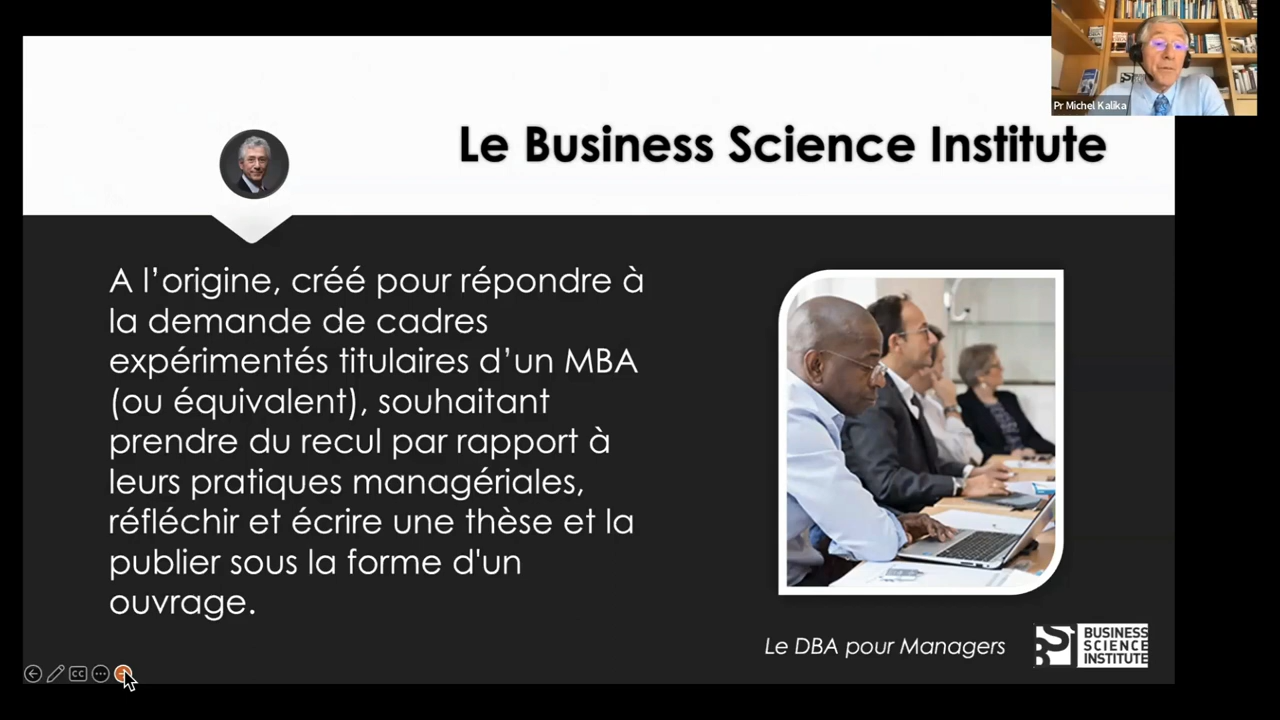 Pr Michel Kalika
Le Business Science Institute
A l’origine, créé pour répondre à
la demande de cadres
expérimentés titulaires d’un MBA
(ou équivalent), souhaitant
prendre du recul par rapport à
leurs pratiques managériales,
réfléchir et écrire une thèse et la
publier sous la forme d'un
ouvrage.
Le DBA pour Managers
BUSINESS
SCIENCE
INSTITUTE
CC